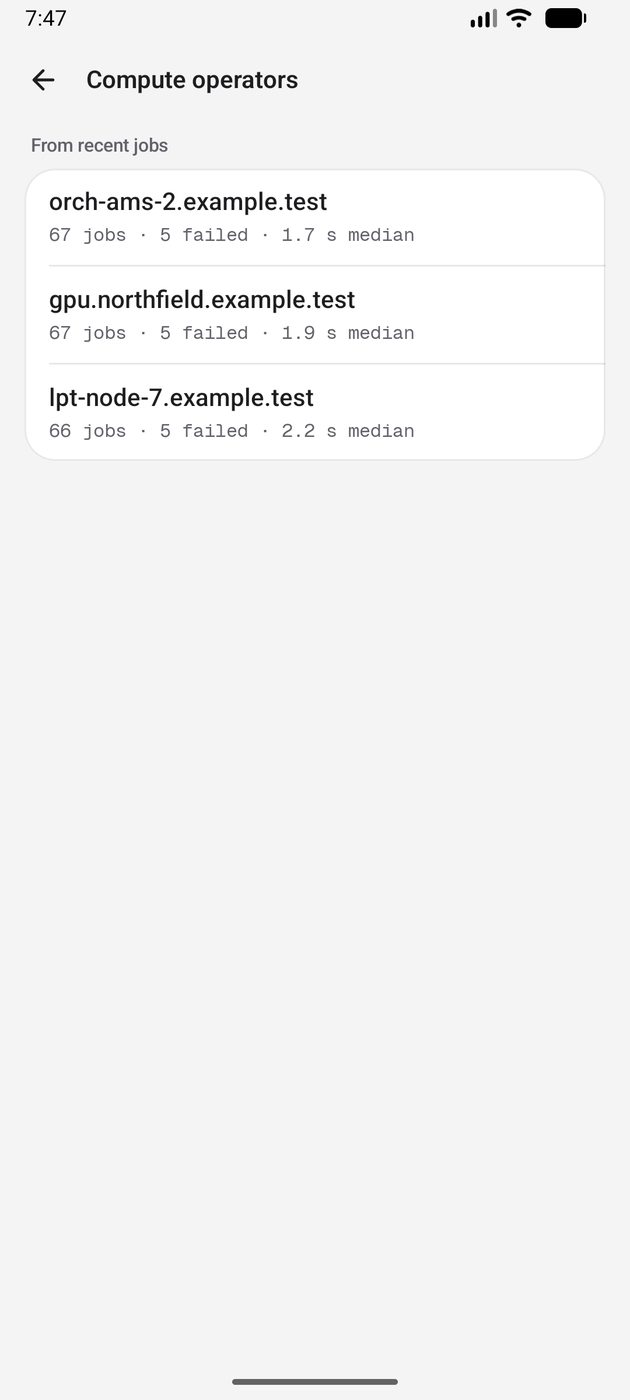 7:47
Compute operators
From recent jobs
orch-ams-2.example.test
67 jobs · 5 failed · 1.7 s median
gpu.northfield.example.test
67 jobs · 5 failed · 1.9 s median
lpt-node-7.example.test
66 jobs · 5 failed · 2.2 s median